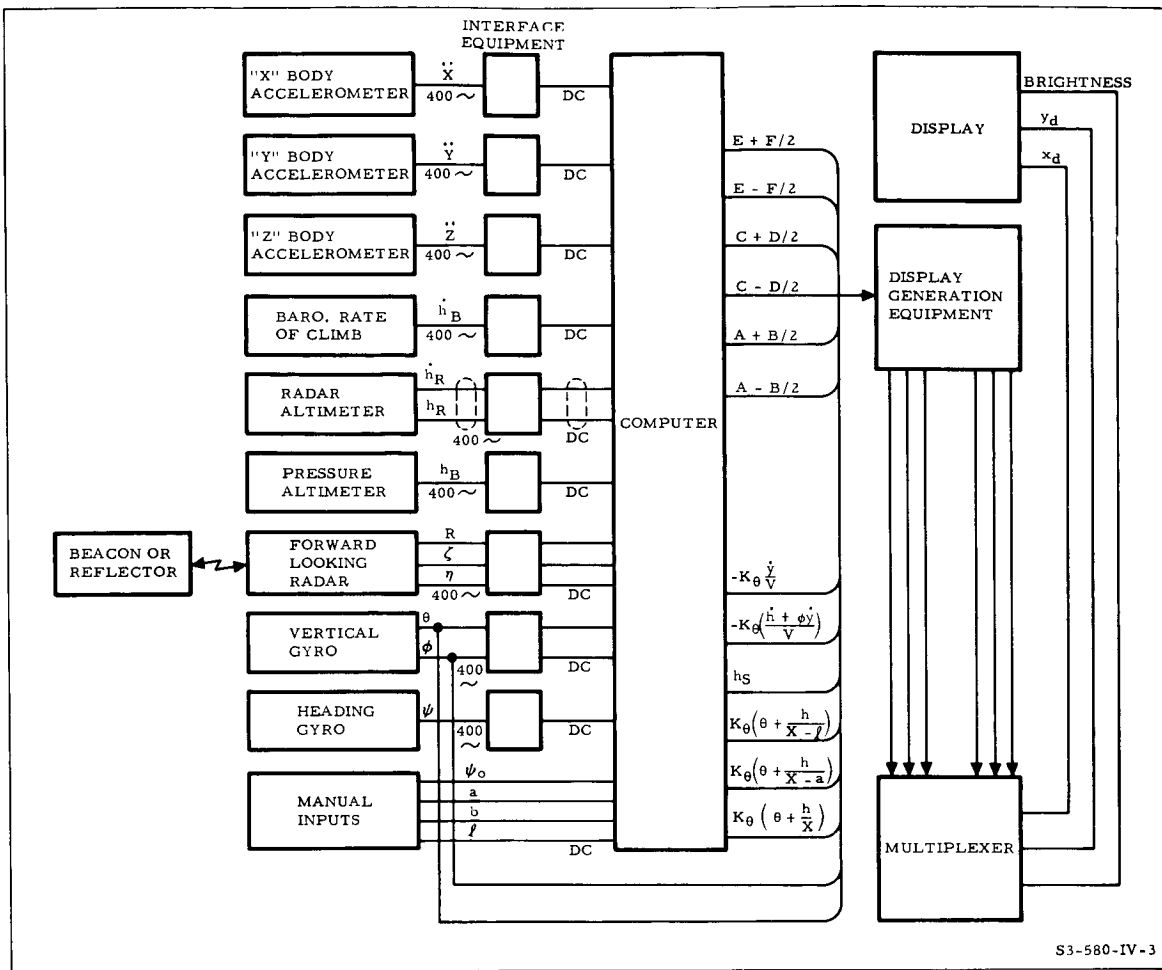 INTERFACE
EQUIPMENT
"X" BODY
ACCELEROMETER
Ẍ
400 ~
DC
"Y" BODY
ACCELEROMETER
Ÿ
400 ~
DC
"Z" BODY
ACCELEROMETER
Z̈
400 ~
DC
BARO. RATE
OF CLIMB
ḣB
400 ~
DC
RADAR
ALTIMETER
ḣR
hR
400 ~
DC
PRESSURE
ALTIMETER
hB
400 ~
DC
BEACON OR
REFLECTOR
FORWARD
LOOKING
RADAR
R
ζ
η
400 ~
DC
VERTICAL
GYRO
θ
ϕ
400
~
DC
HEADING
GYRO
ψ
400
~
DC
MANUAL
INPUTS
ψo
a
b
ℓ
DC
COMPUTER
E + F/2
E - F/2
C + D/2
C - D/2
A + B/2
A - B/2
-Kθ ẏ/V
-Kθ((ḣ + ϕẏ)/V)
hS
Kθ(θ + h/(X - ℓ))
Kθ(θ + h/(X - a))
Kθ (θ + h/X)
DISPLAY
BRIGHTNESS
yd
xd
DISPLAY
GENERATION
EQUIPMENT
MULTIPLEXER
S3-580-IV-3